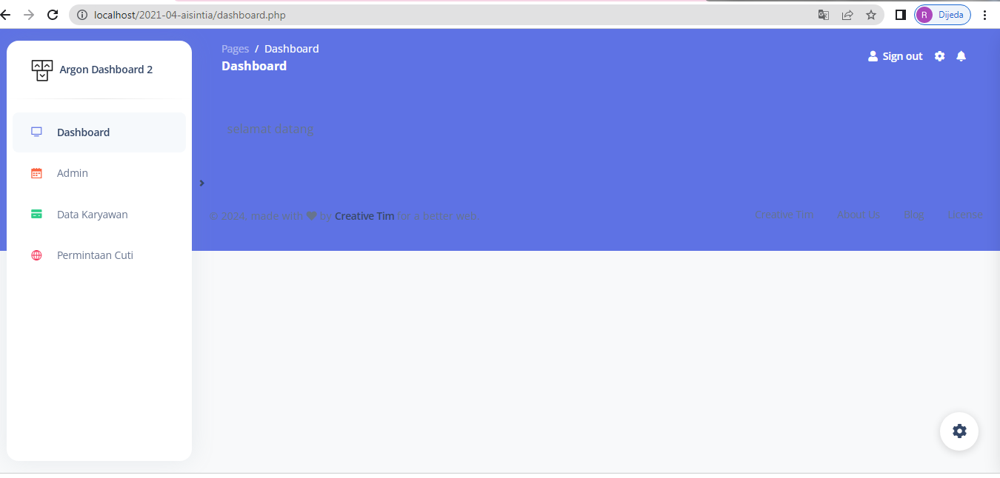 localhost/2021-04-aisintia/dashboard.php
R Dijeda
Argon Dashboard 2
Pages / Dashboard
Dashboard
Sign out
Dashboard
Admin
Data Karyawan
Permintaan Cuti
selamat datang
© 2024, made with by Creative Tim for a better web.
Creative Tim About Us Blog License